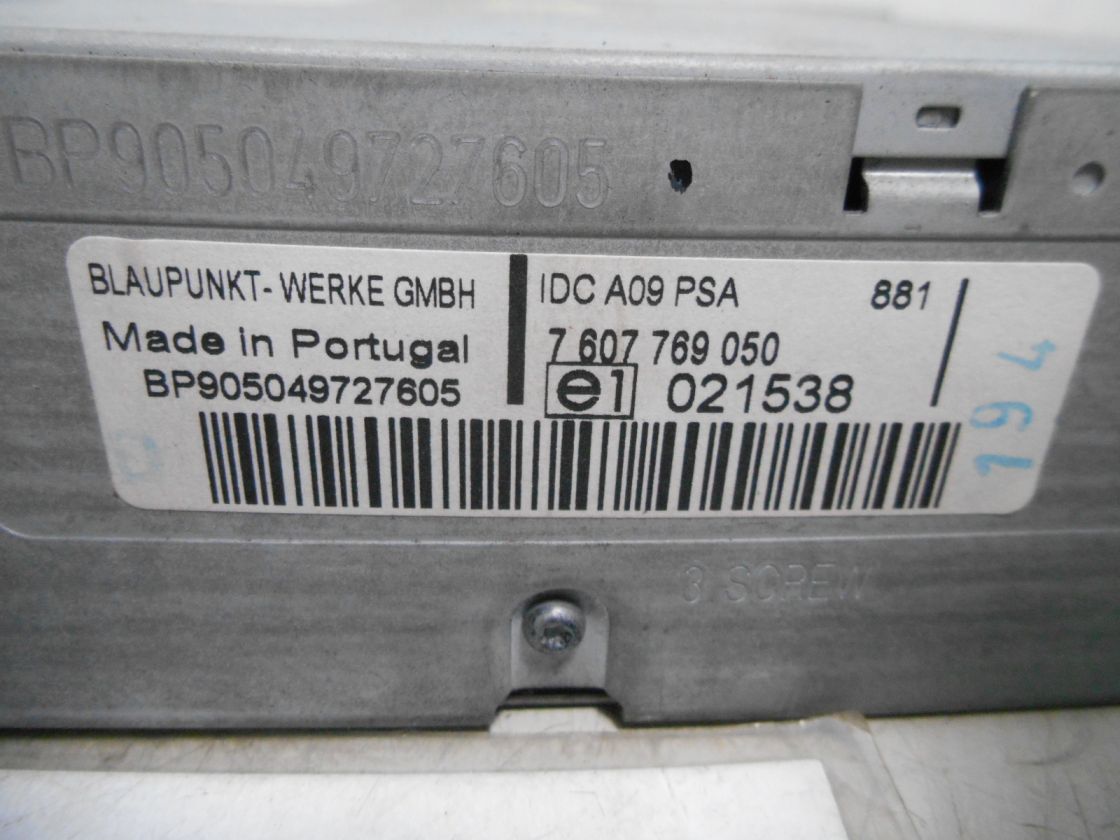 BP905049727605
BLAUPUNKT-WERKE GMBH
Made in Portugal
BP905049727605
IDC A09 PSA 881
7 607 769 050
e1 021538
194
3 SCREW